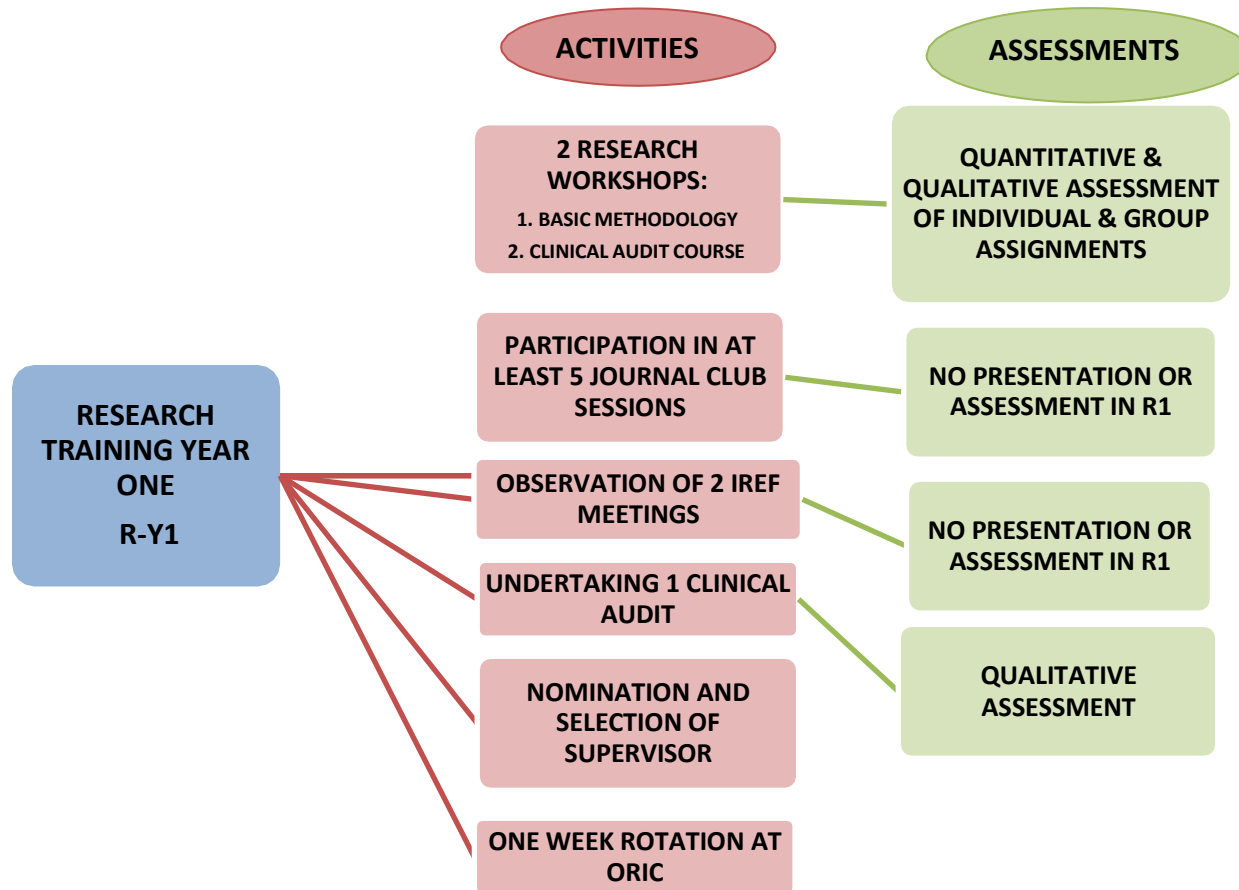 ACTIVITIES
ASSESSMENTS
2 RESEARCH
WORKSHOPS:
1. BASIC METHODOLOGY
2. CLINICAL AUDIT COURSE
QUANTITATIVE &
QUALITATIVE ASSESSMENT
OF INDIVIDUAL & GROUP
ASSIGNMENTS
PARTICIPATION IN AT
LEAST 5 JOURNAL CLUB
SESSIONS
NO PRESENTATION OR
ASSESSMENT IN R1
RESEARCH
TRAINING YEAR
ONE
R-Y1
OBSERVATION OF 2 IREF
MEETINGS
NO PRESENTATION OR
ASSESSMENT IN R1
UNDERTAKING 1 CLINICAL
AUDIT
QUALITATIVE
ASSESSMENT
NOMINATION AND
SELECTION OF
SUPERVISOR
ONE WEEK ROTATION AT
ORIC